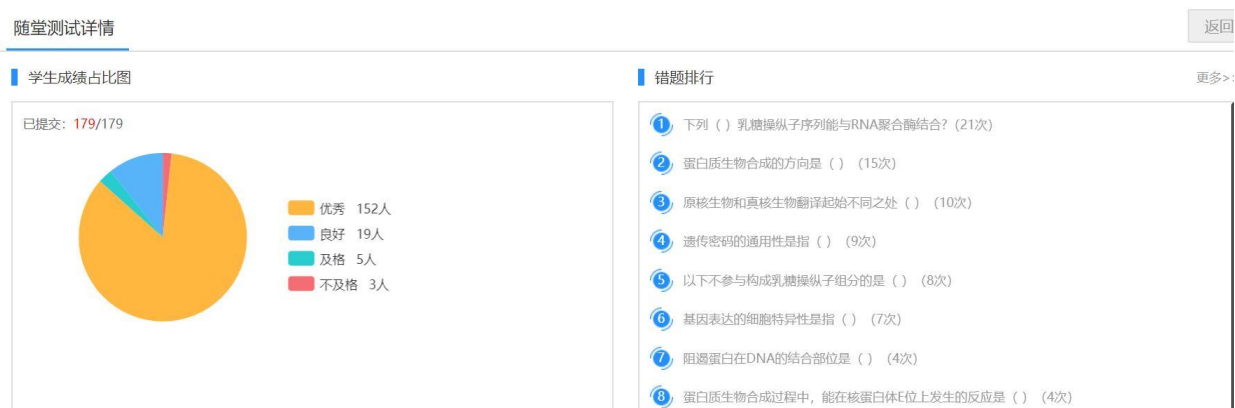 随堂测试详情
返回
学生成绩占比图
已提交：179/179
优秀 152人
良好 19人
及格 5人
不及格 3人
错题排行
更多>
1 下列（ ）乳糖操纵子序列能与RNA聚合酶结合？(21次)
2 蛋白质生物合成的方向是（ ） (15次)
3 原核生物和真核生物翻译起始不同之处（ ） (10次)
4 遗传密码的通用性是指（ ） (9次)
5 以下不参与构成乳糖操纵子组分的是（ ） (8次)
6 基因表达的细胞特异性是指（ ） (7次)
7 阻遏蛋白在DNA的结合部位是（ ） (4次)
8 蛋白质生物合成过程中，能在核蛋白体E位上发生的反应是（ ） (4次)